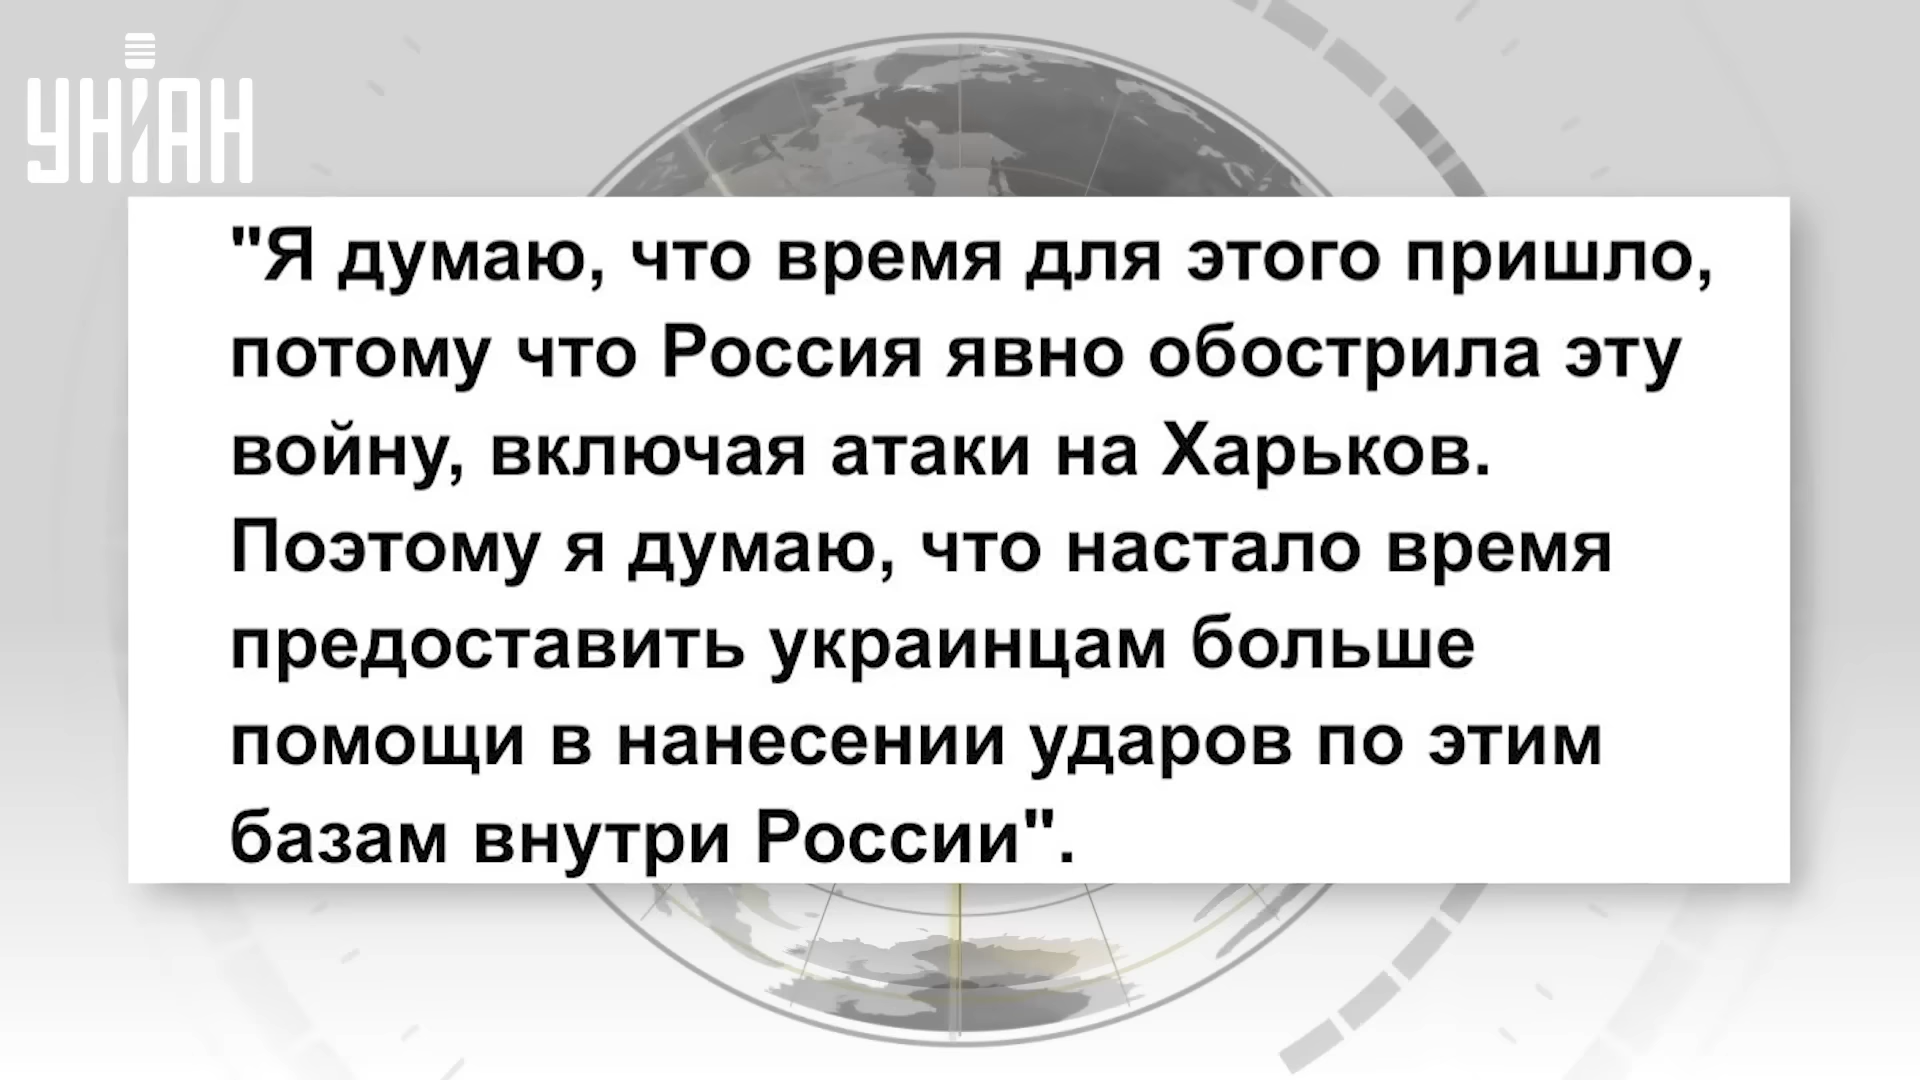 УНІАН
"Я думаю, что время для этого пришло,
потому что Россия явно обострила эту
войну, включая атаки на Харьков.
Поэтому я думаю, что настало время
предоставить украинцам больше
помощи в нанесении ударов по этим
базам внутри России".